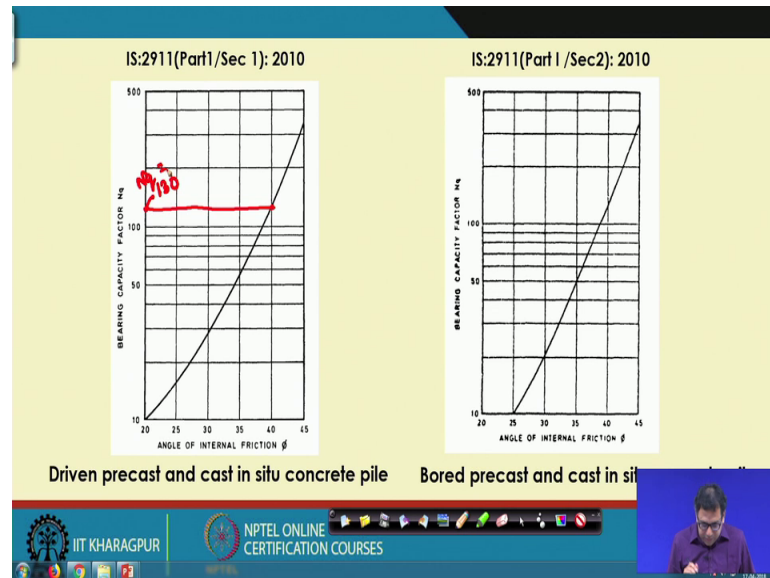 IS:2911(Part1/Sec 1): 2010
IS:2911(Part I /Sec2): 2010
500
100
50
10
BEARING CAPACITY FACTOR Nq
20 25 30 35 40 45
ANGLE OF INTERNAL FRICTION ø
Nq =
130
500
100
50
10
BEARING CAPACITY FACTOR Nq
20 25 30 35 40 45
ANGLE OF INTERNAL FRICTION ø
Driven precast and cast in situ concrete pile
Bored precast and cast in
IIT KHARAGPUR
NPTEL ONLINE
CERTIFICATION COURSES
NPTEL